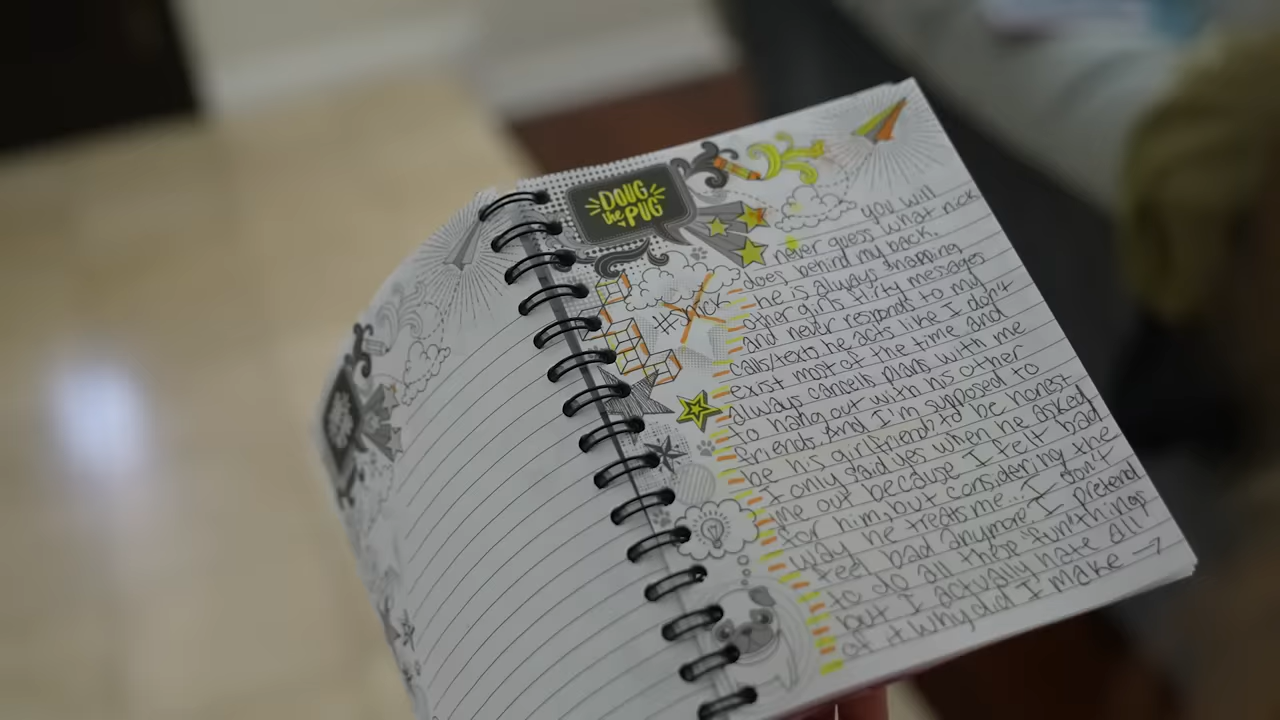 DOUG
the PUG
you will
never guess what nick
does behind my back.
he is always snapping
other girls flirty messages
and never responds to my
calls/texts he acts like I don't
exist most of the time and
always cancels plans with me
to hang out with his other
friends. And I'm supposed to
be his girlfriend? to be honest
I only said yes when he asked
me out because I felt bad
for him, but considering the
way he treats me... I don't
feel bad anymore. I pretend
to do all these "fun" things
but I actually hate all
of it why did I make →